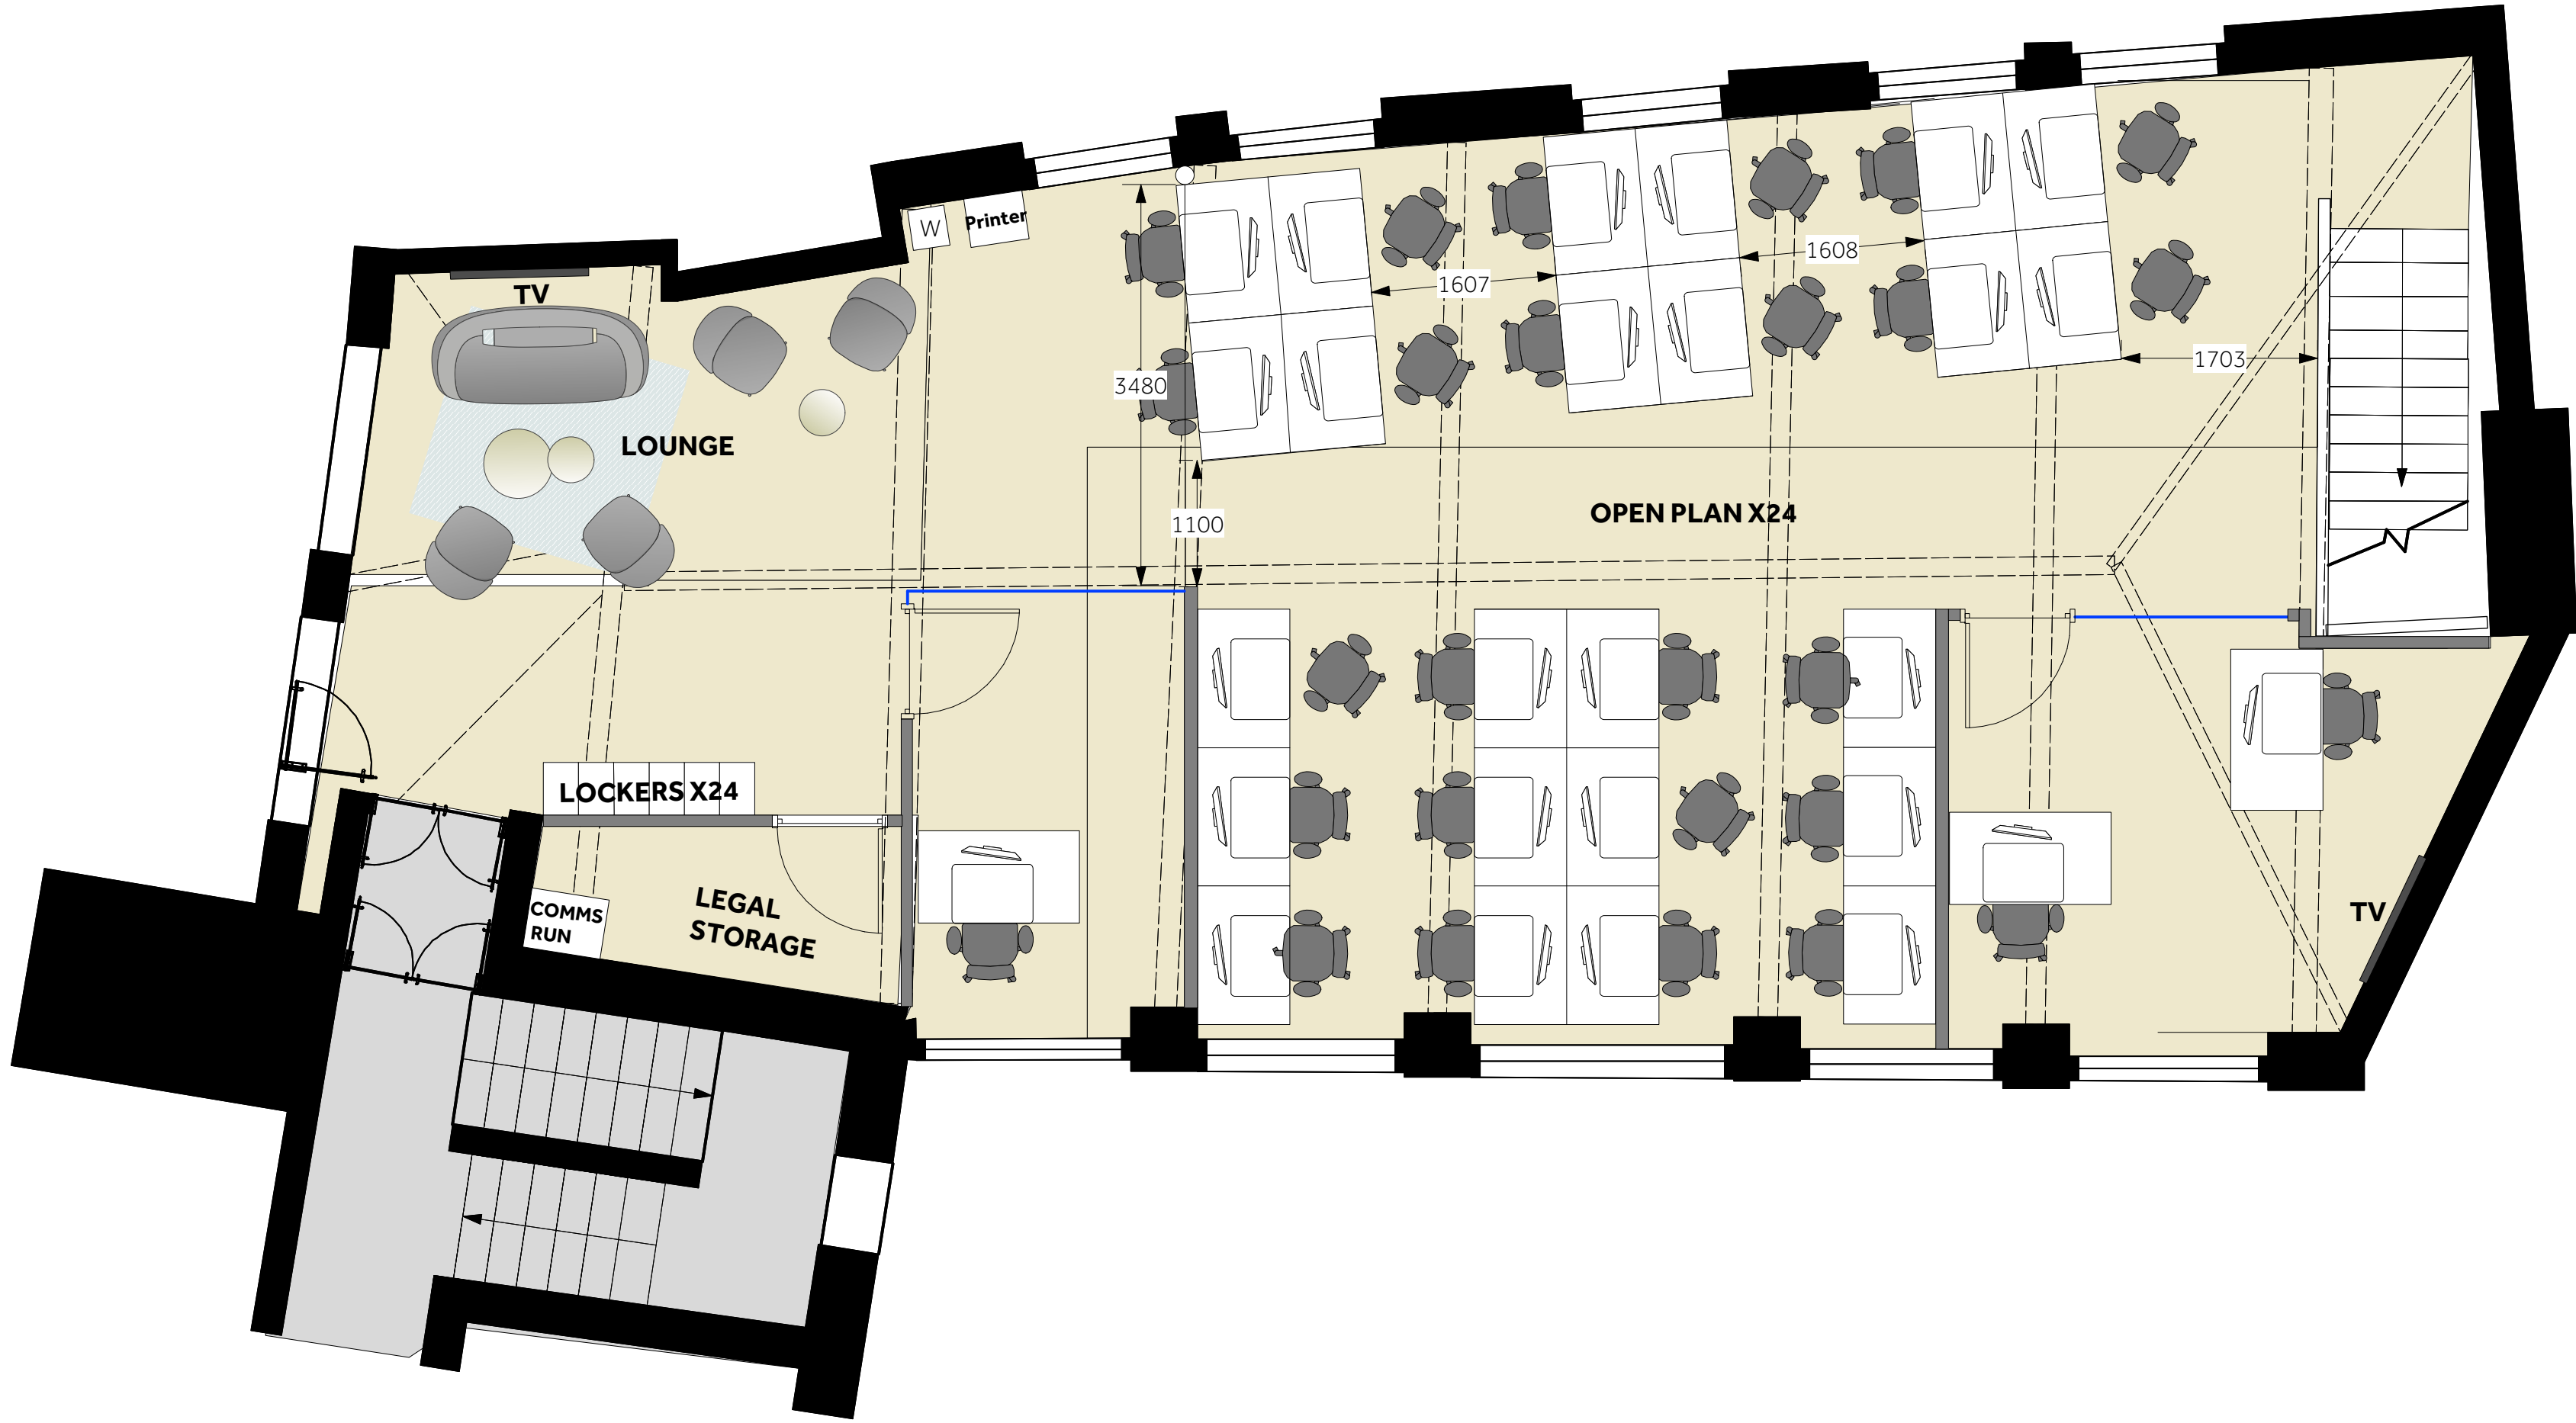 W
Printer
TV
1608
1607
1703
3480
LOUNGE
OPEN PLAN X24
1100
LOCKERS X24
LEGAL
STORAGE
COMMS
RUN
TV